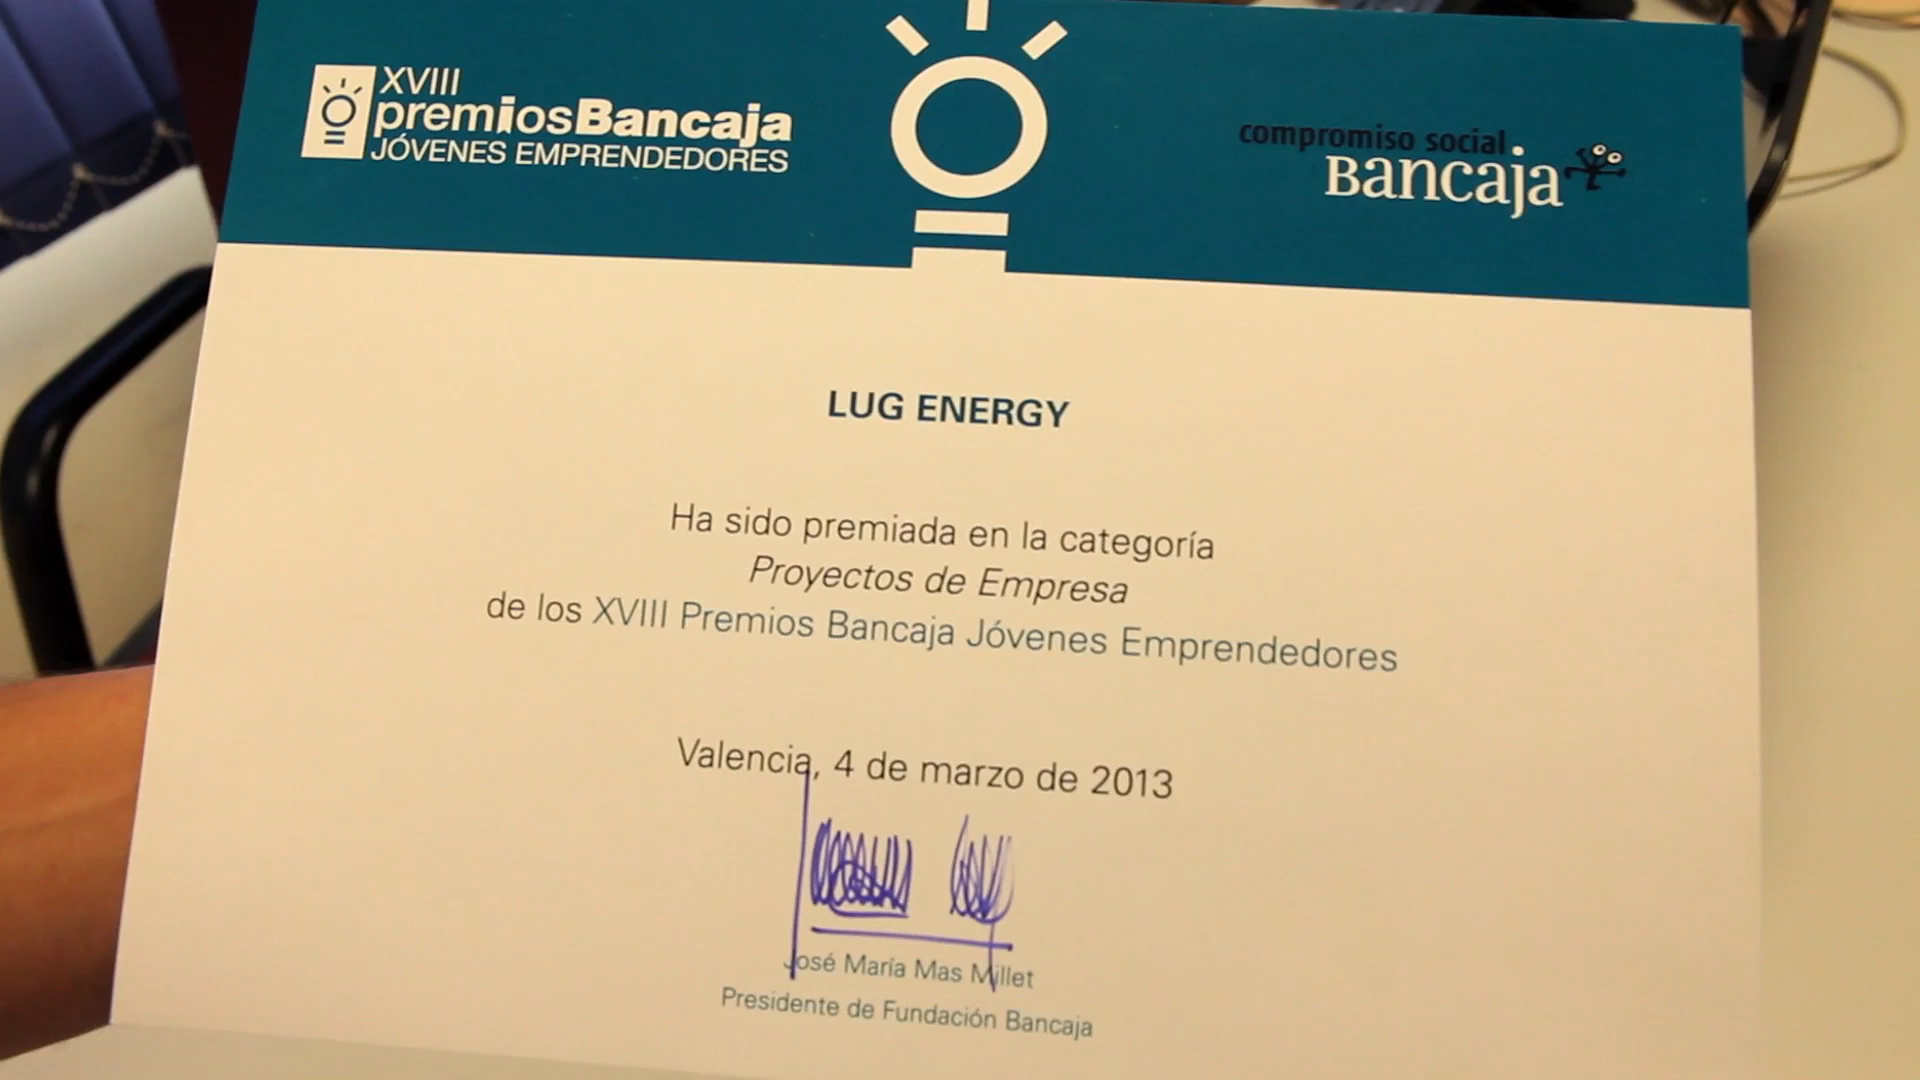 XVIII
premiosBancaja
JÓVENES EMPRENDEDORES
compromiso social
Bancaja
LUG ENERGY
Ha sido premiada en la categoría
Proyectos de Empresa
de los XVIII Premios Bancaja Jóvenes Emprendedores
Valencia, 4 de marzo de 2013
José María Mas Millet
Presidente de Fundación Bancaja